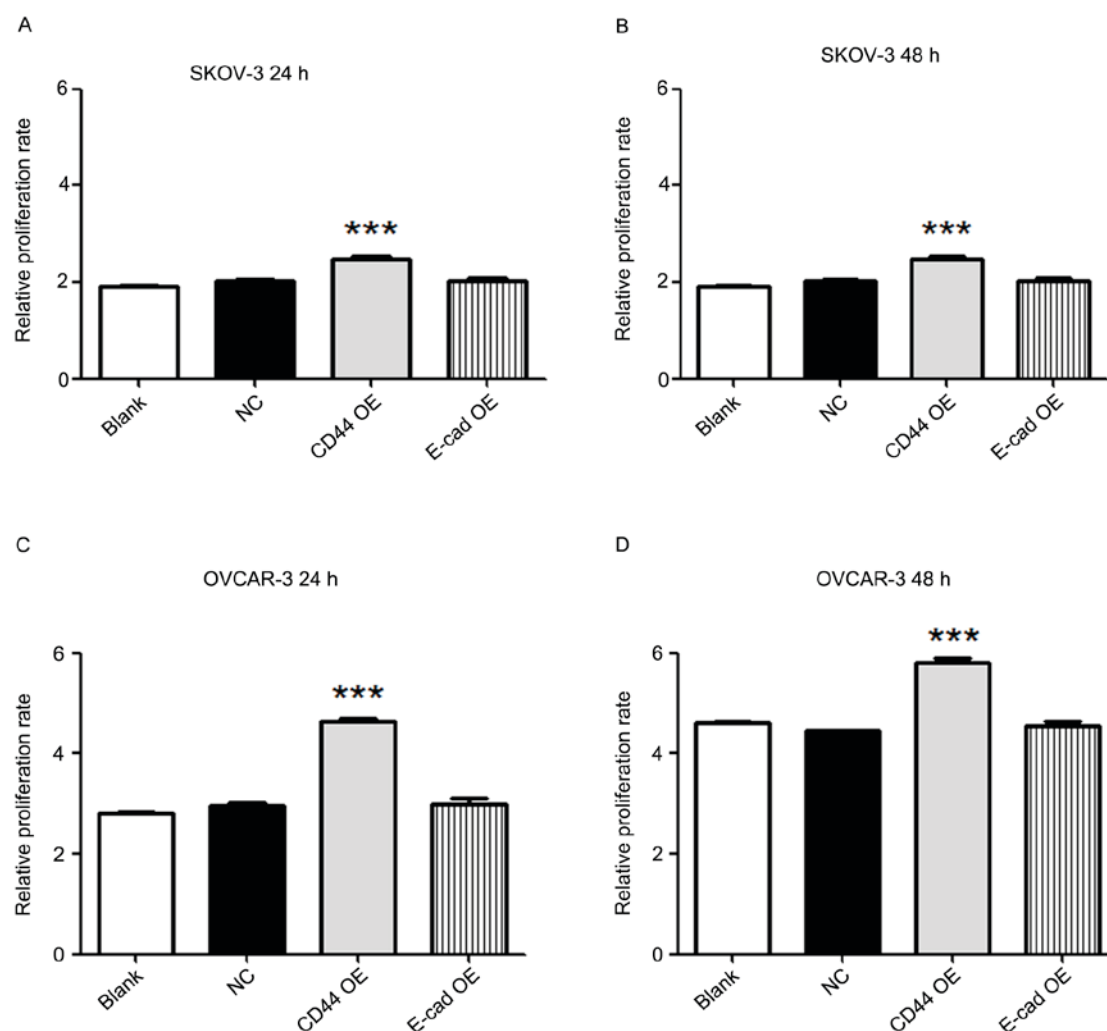 A
SKOV-3 24 h
Relative proliferation rate
6
4
2
0
***
Blank
NC
CD44 OE
E-cad OE
B
SKOV-3 48 h
Relative proliferation rate
6
4
2
0
***
Blank
NC
CD44 OE
E-cad OE
C
OVCAR-3 24 h
Relative proliferation rate
6
4
2
0
***
Blank
NC
CD44 OE
E-cad OE
D
OVCAR-3 48 h
Relative proliferation rate
6
4
2
0
***
Blank
NC
CD44 OE
E-cad OE